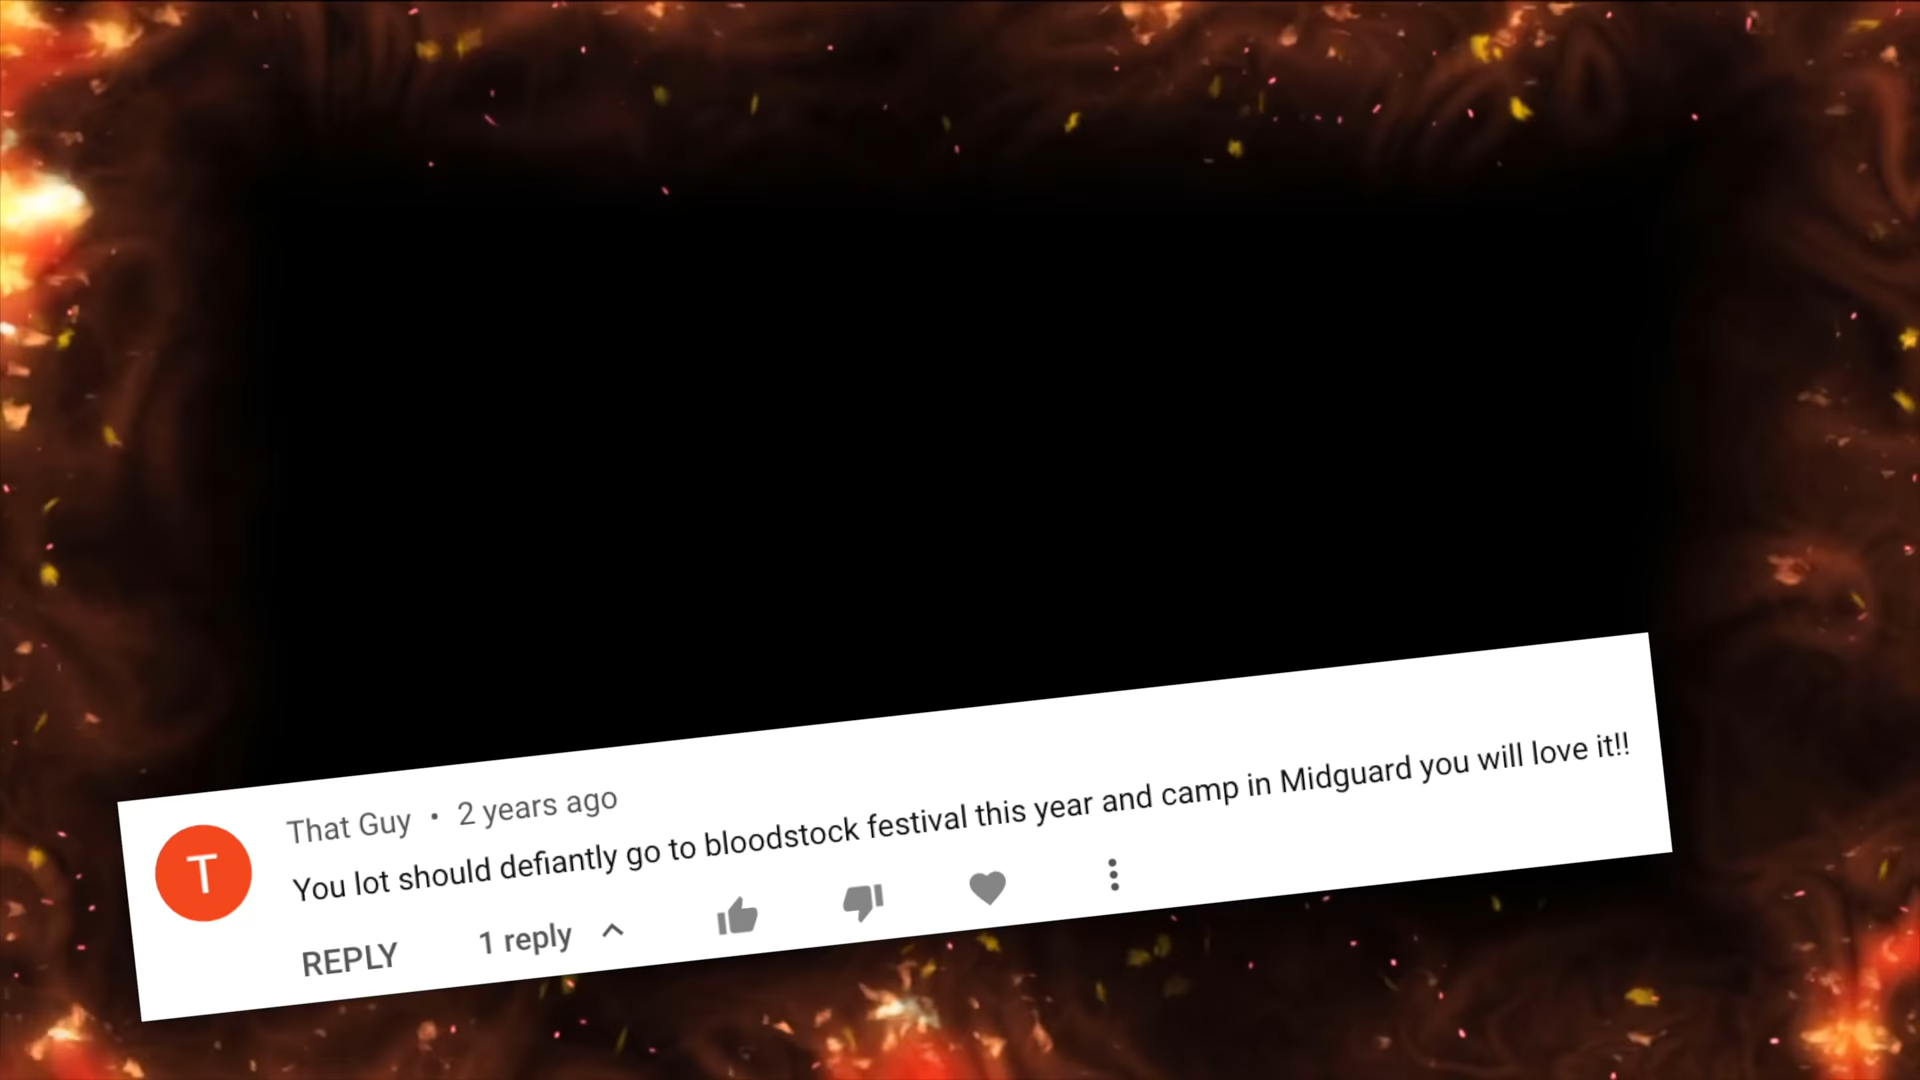 That Guy • 2 years ago
You lot should defiantly go to bloodstock festival this year and camp in Midguard you will love it!!
REPLY 1 reply
T